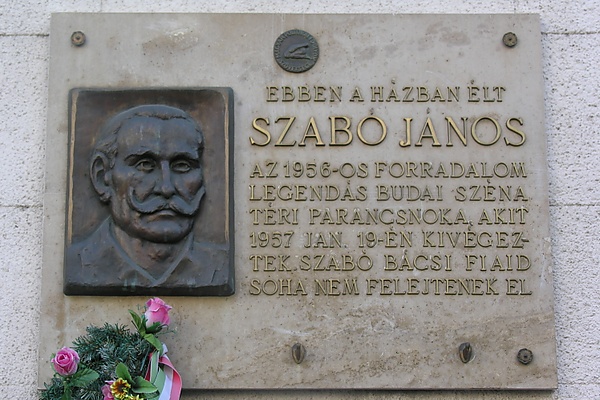 EBBEN A HÁZBAN ÉLT
SZABÓ JÁNOS
AZ 1956-OS FORRADALOM
LEGENDÁS BUDAI SZÉNA
TÉRI PARANCSNOKA, AKIT
1957 JAN. 19-ÉN KIVÉGEZ-
TEK. SZABÓ BÁCSI FIAID
SOHA NEM FELEJTENEK EL